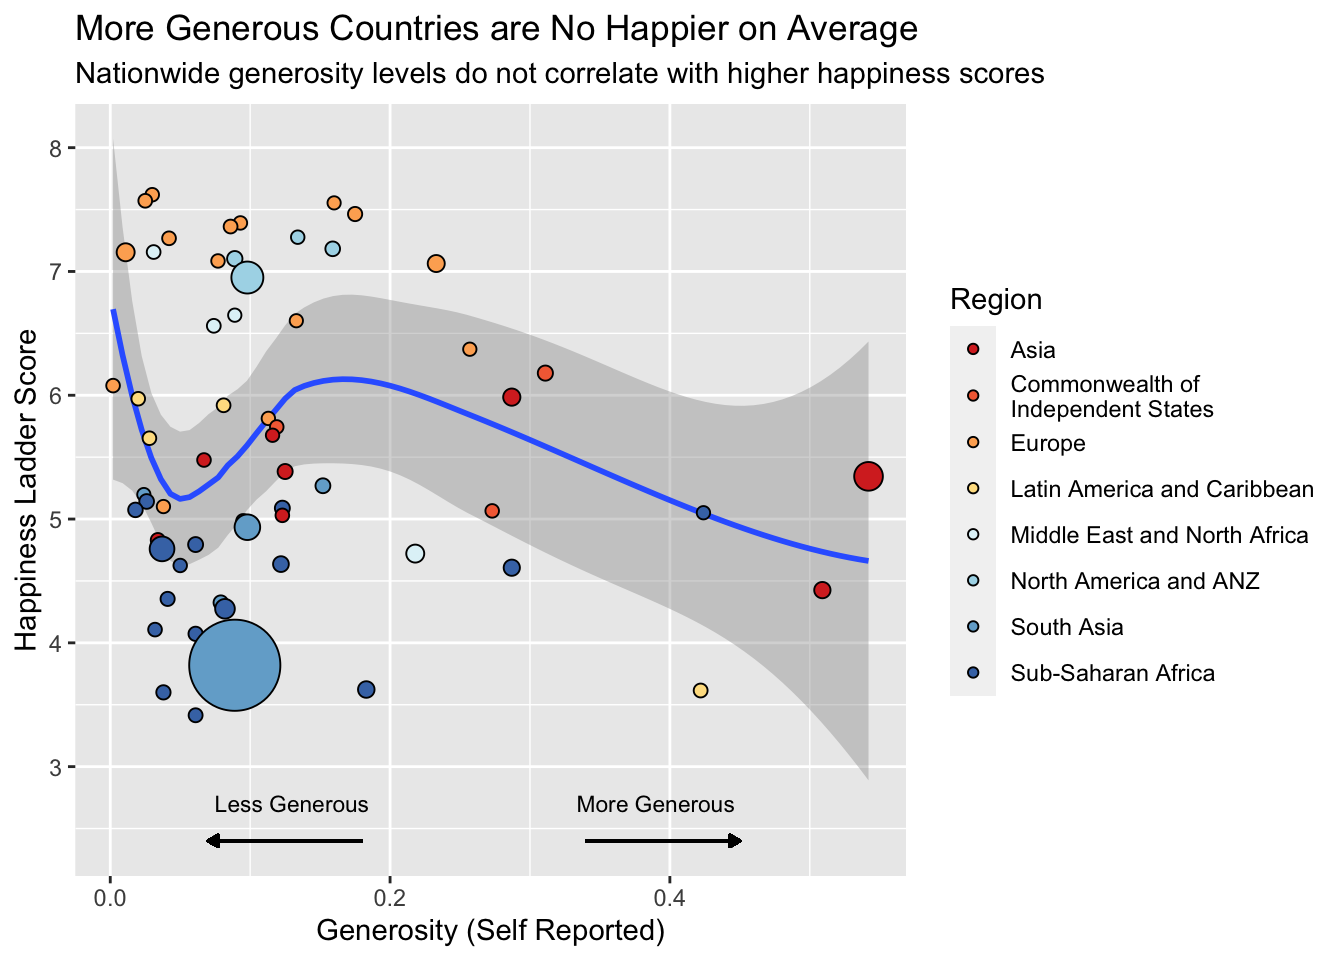 More Generous Countries are No Happier on Average
Nationwide generosity levels do not correlate with higher happiness scores
Happiness Ladder Score
8
7
6
5
4
3
Less Generous
More Generous
0.0
0.2
0.4
Generosity (Self Reported)
Region
Asia
Commonwealth of
Independent States
Europe
Latin America and Caribbean
Middle East and North Africa
North America and ANZ
South Asia
Sub-Saharan Africa